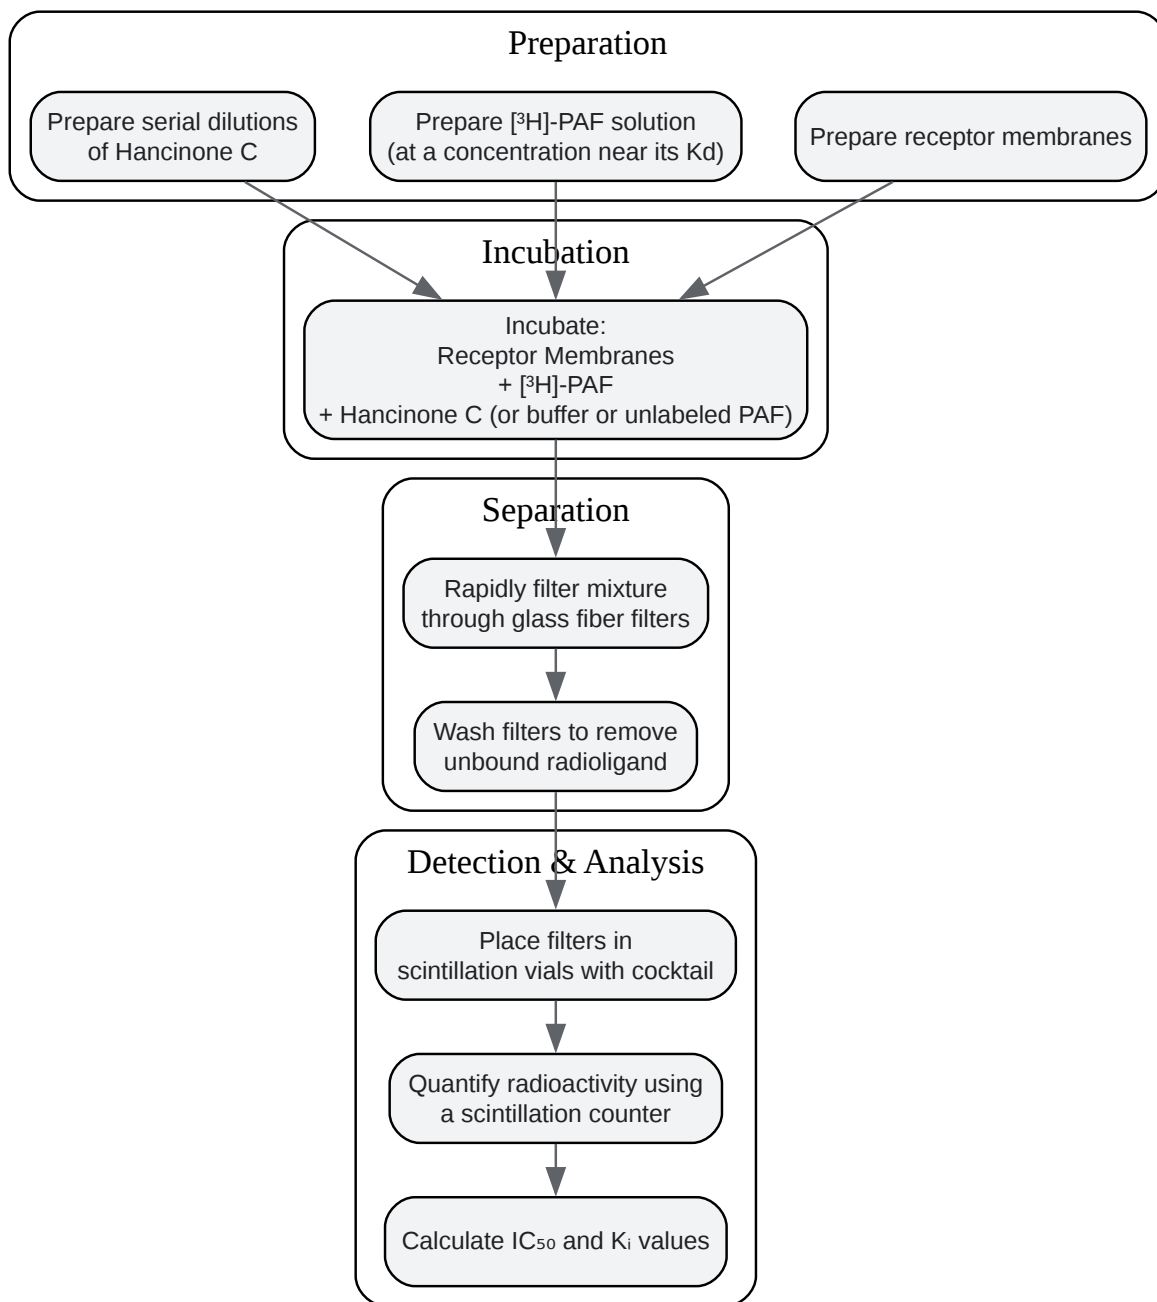 Preparation
Prepare serial dilutions
of Hancinone C
Prepare [³H]-PAF solution
(at a concentration near its Kd)
Prepare receptor membranes
Incubation
Incubate:
Receptor Membranes
+ [³H]-PAF
+ Hancinone C (or buffer or unlabeled PAF)
Separation
Rapidly filter mixture
through glass fiber filters
Wash filters to remove
unbound radioligand
Detection & Analysis
Place filters in
scintillation vials with cocktail
Quantify radioactivity using
a scintillation counter
Calculate IC₅₀ and Kᵢ values